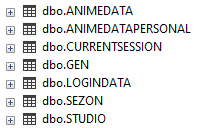 dbo.ANIMEDATA
dbo.ANIMEDATAPERSONAL
dbo.CURRENTSESSION
dbo.GEN
dbo.LOGINDATA
dbo.SEZON
dbo.STUDIO